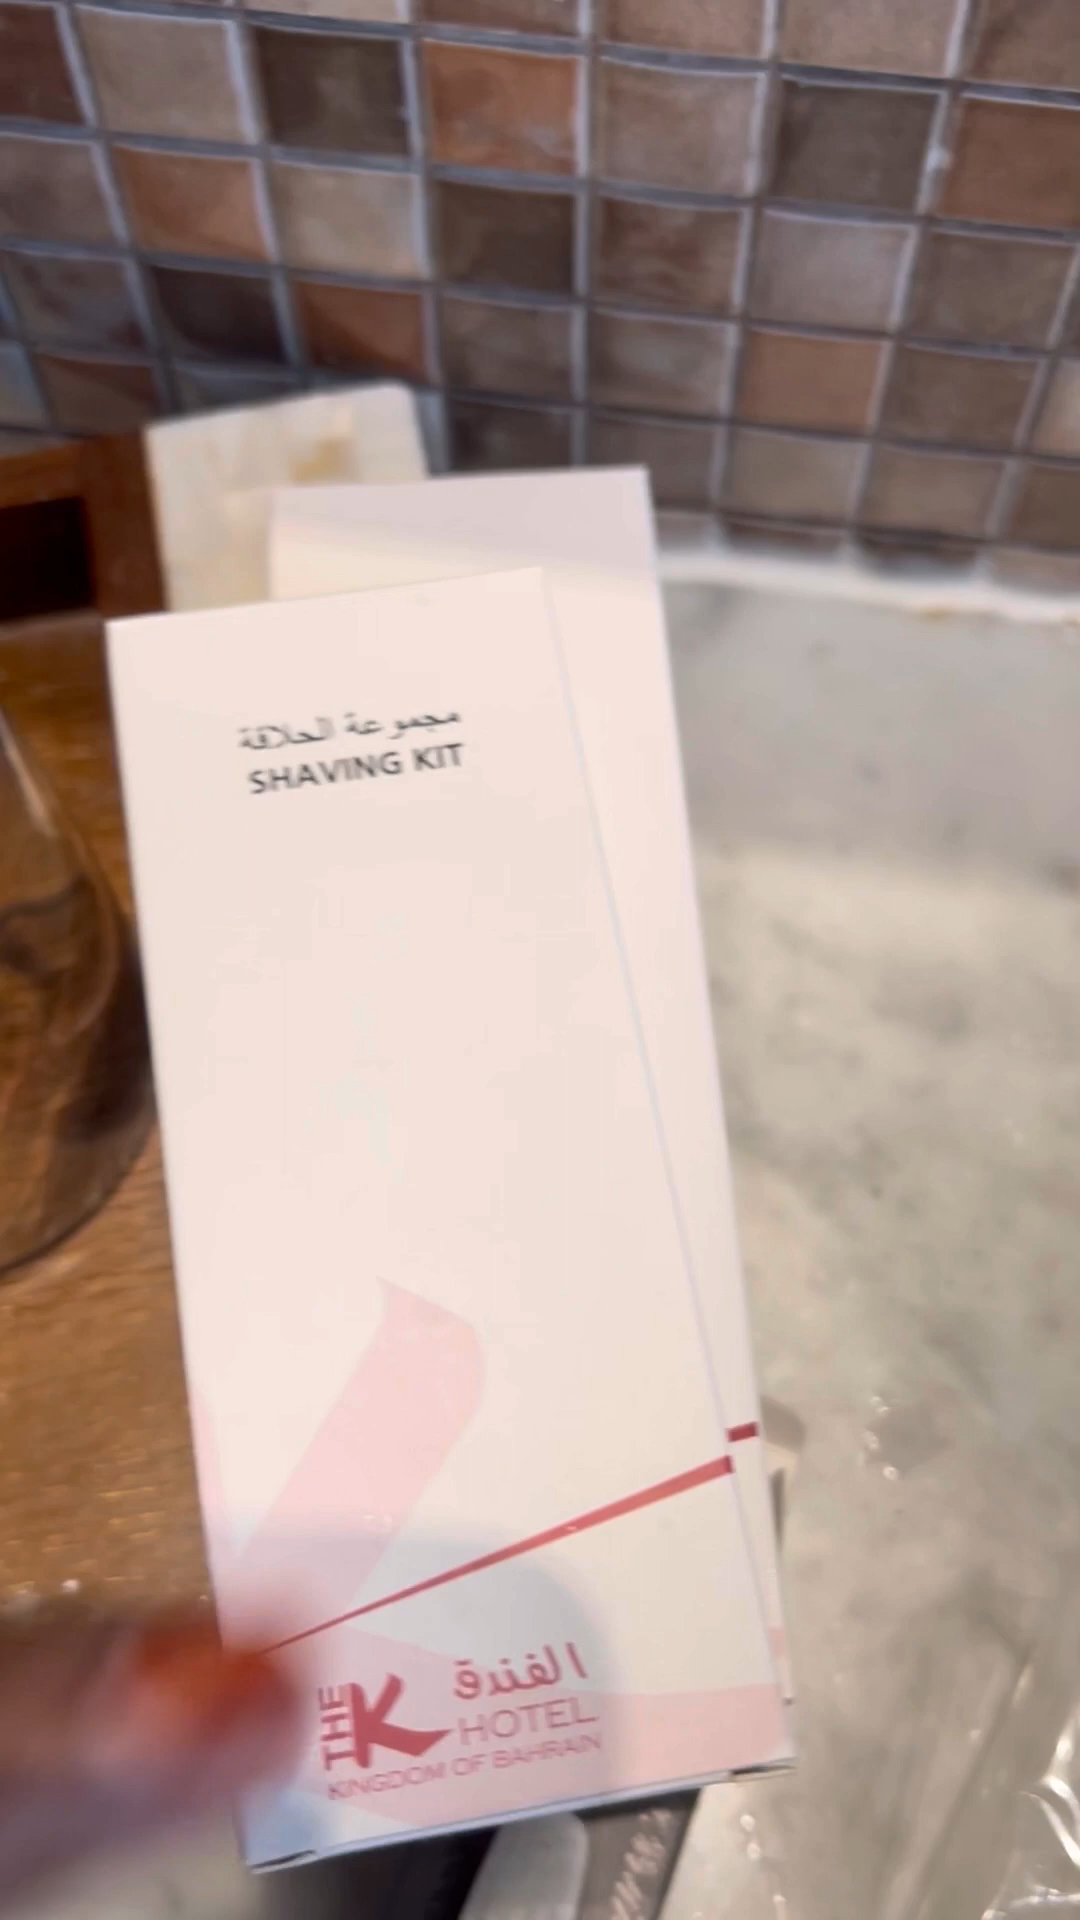 مجموعة الحلاقة
SHAVING KIT
THE K
الفندق
HOTEL
KINGDOM OF BAHRAIN